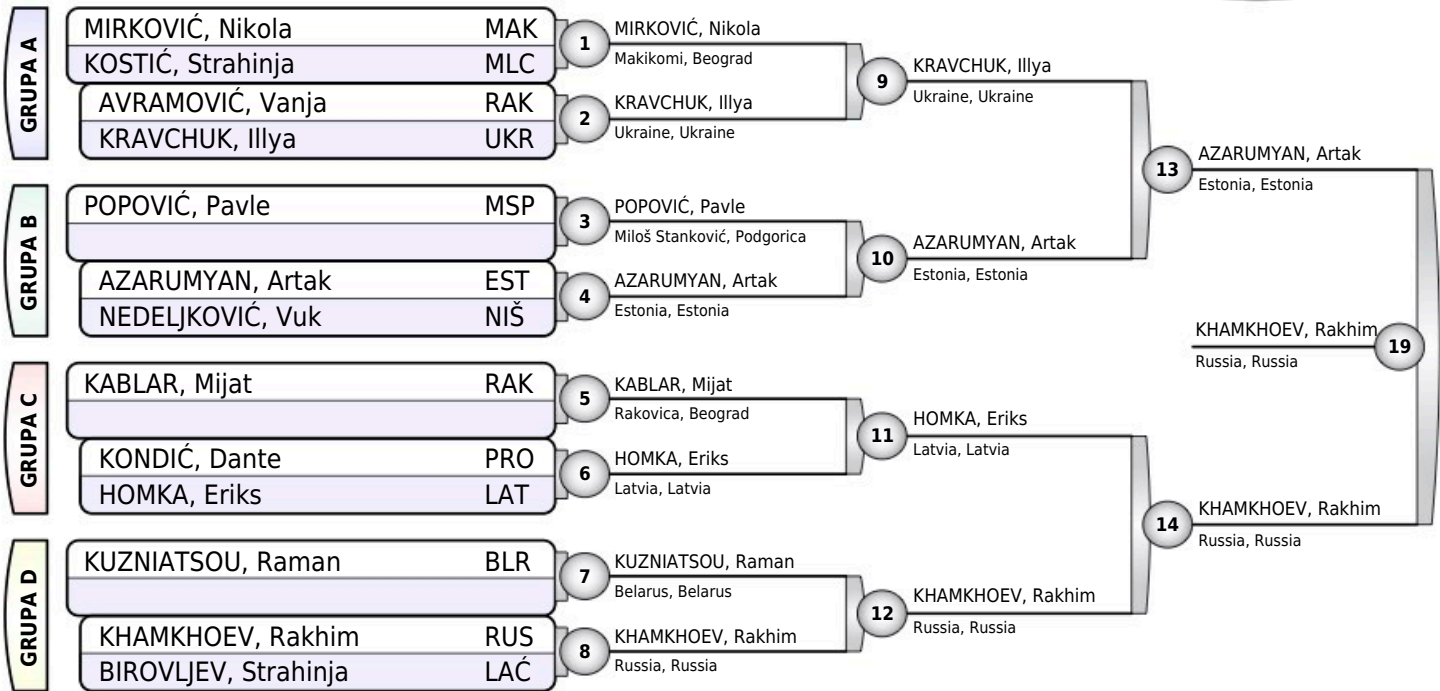 GRUPA A
MIRKOVIĆ, Nikola MAK
KOSTIĆ, Strahinja MLC
AVRAMOVIĆ, Vanja RAK
KRAVCHUK, Illya UKR
1
MIRKOVIĆ, Nikola
Makikomi, Beograd
2
KRAVCHUK, Illya
Ukraine, Ukraine
9
KRAVCHUK, Illya
Ukraine, Ukraine
GRUPA B
POPOVIĆ, Pavle MSP
AZARUMYAN, Artak EST
NEDELJKOVIĆ, Vuk NIŠ
3
POPOVIĆ, Pavle
Miloš Stanković, Podgorica
4
AZARUMYAN, Artak
Estonia, Estonia
10
AZARUMYAN, Artak
Estonia, Estonia
13
AZARUMYAN, Artak
Estonia, Estonia
GRUPA C
KABLAR, Mijat RAK
KONDIĆ, Dante PRO
HOMKA, Eriks LAT
5
KABLAR, Mijat
Rakovica, Beograd
6
HOMKA, Eriks
Latvia, Latvia
11
HOMKA, Eriks
Latvia, Latvia
GRUPA D
KUZNIATSOU, Raman BLR
KHAMKHOEV, Rakhim RUS
BIROVLJEV, Strahinja LAĆ
7
KUZNIATSOU, Raman
Belarus, Belarus
8
KHAMKHOEV, Rakhim
Russia, Russia
12
KHAMKHOEV, Rakhim
Russia, Russia
14
KHAMKHOEV, Rakhim
Russia, Russia
KHAMKHOEV, Rakhim
Russia, Russia
19